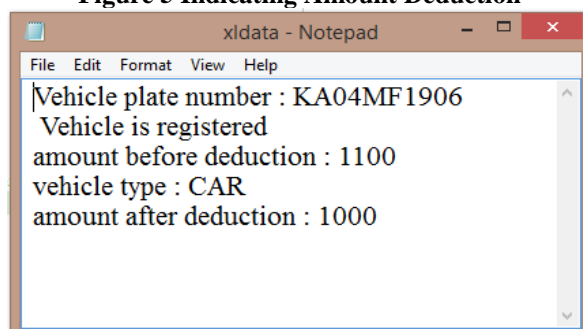 Figure 5 Indicating Amount Deduction
xldata - Notepad
File Edit Format View Help
Vehicle plate number : KA04MF1906
Vehicle is registered
amount before deduction : 1100
vehicle type : CAR
amount after deduction : 1000